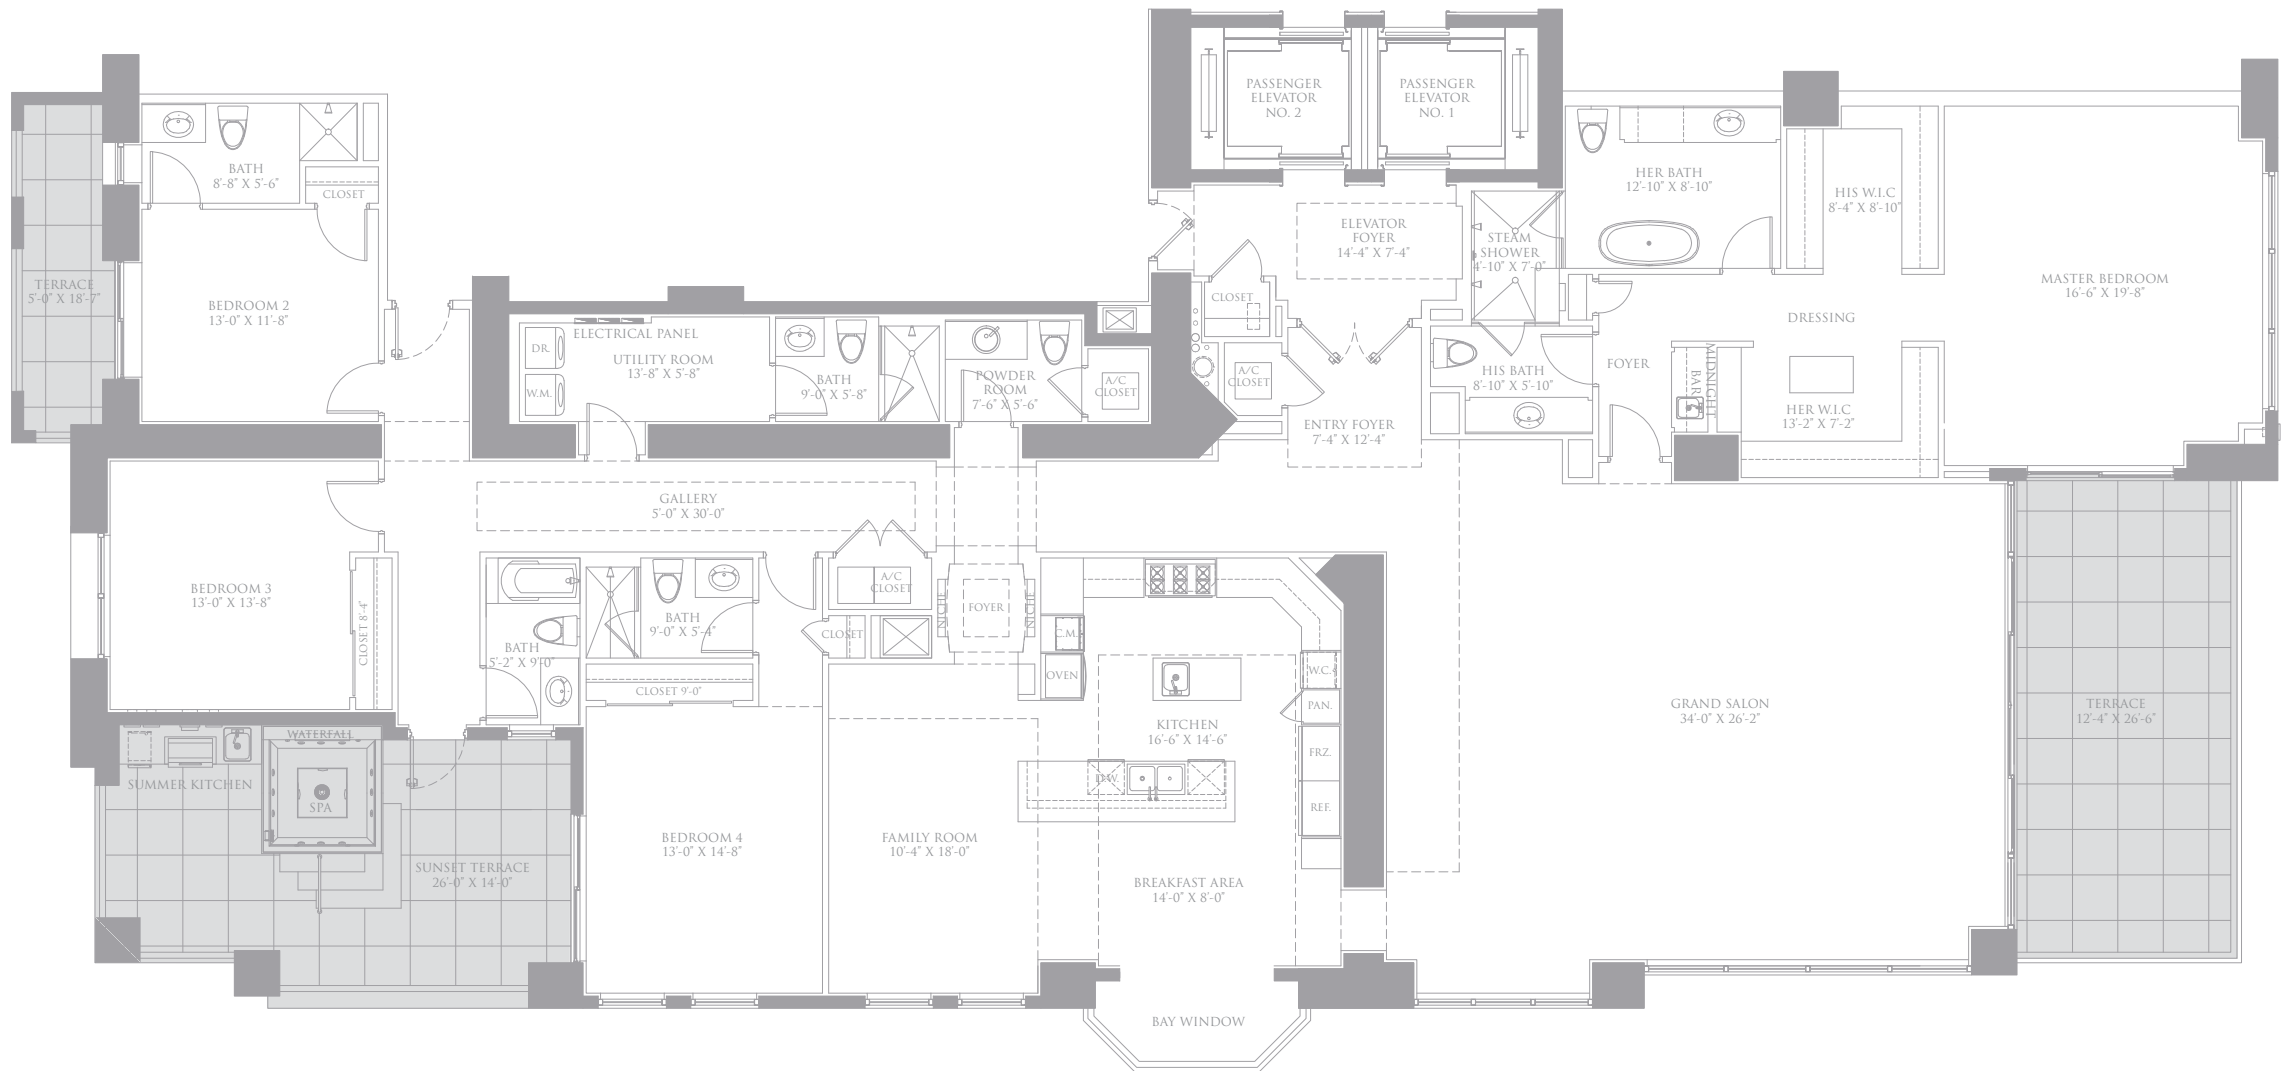 PASSENGER
ELEVATOR
NO. 2
PASSENGER
ELEVATOR
NO. 1
BATH
8'-8" X 5'-6"
CLOSET
HER BATH
12'-10" X 8'-10"
HIS W.I.C
8'-4" X 8'-10"
ELEVATOR
FOYER
14'-4" X 7'-4"
STEAM
SHOWER
4'-10" X 7'-0"
TERRACE
5'-0" X 18'-7"
BEDROOM 2
13'-0" X 11'-8"
MASTER BEDROOM
16'-6" X 19'-8"
CLOSET
DRESSING
ELECTRICAL PANEL
DR.
UTILITY ROOM
13'-8" X 5'-8"
W.M.
BATH
9'-0" X 5'-8"
POWDER
ROOM
7'-6" X 5'-6"
A/C
CLOSET
A/C
CLOSET
HIS BATH
8'-10" X 5'-10"
FOYER
MIDNIGHT
BAR
HER W.I.C
13'-2" X 7'-2"
ENTRY FOYER
7'-4" X 12'-4"
GALLERY
5'-0" X 30'-0"
BEDROOM 3
13'-0" X 13'-8"
CLOSET 8'-4"
A/C
CLOSET
NICHE
FOYER
NICHE
BATH
9'-0" X 5'-4"
CLOSET
C.M.
BATH
5'-2" X 9'-0"
OVEN
W.C.
CLOSET 9'-0"
PAN.
GRAND SALON
34'-0" X 26'-2"
TERRACE
12'-4" X 26'-6"
KITCHEN
16'-6" X 14'-6"
WATERFALL
FRZ.
SUMMER KITCHEN
SPA
D.W.
REF.
BEDROOM 4
13'-0" X 14'-8"
FAMILY ROOM
10'-4" X 18'-0"
SUNSET TERRACE
26'-0" X 14'-0"
BREAKFAST AREA
14'-0" X 8'-0"
BAY WINDOW